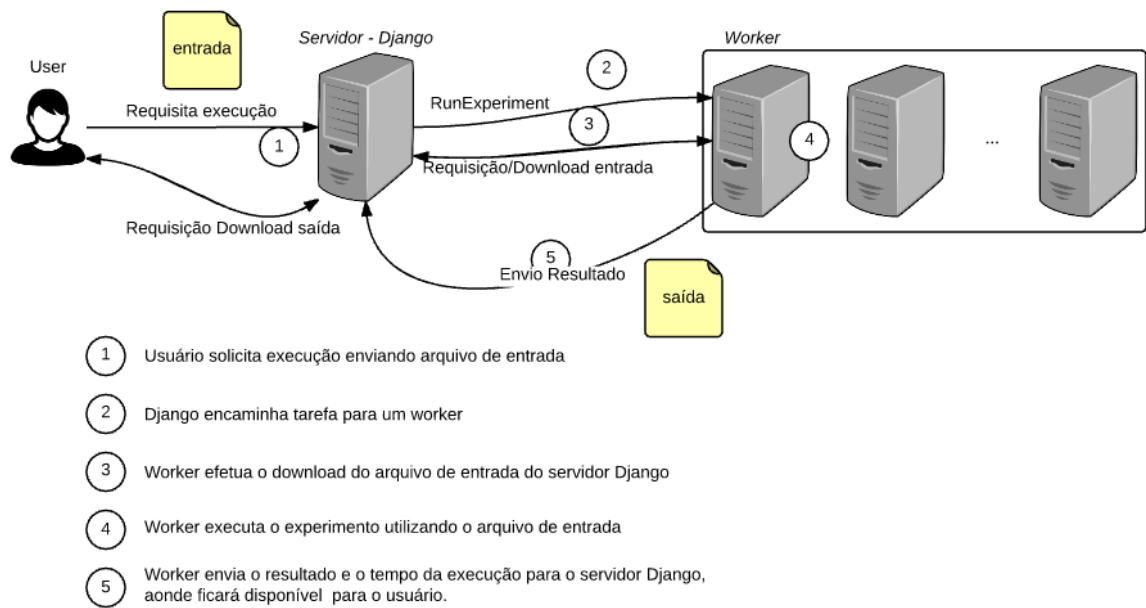 entrada
Servidor - Django
Worker
User
2
Requisita execução
RunExperiment
1
3
4
...
Requisição/Download entrada
Requisição Download saída
5
Envio Resultado
saída
1 Usuário solicita execução enviando arquivo de entrada
2 Django encaminha tarefa para um worker
3 Worker efetua o download do arquivo de entrada do servidor Django
4 Worker executa o experimento utilizando o arquivo de entrada
5 Worker envia o resultado e o tempo da execução para o servidor Django,
aonde ficará disponível para o usuário.